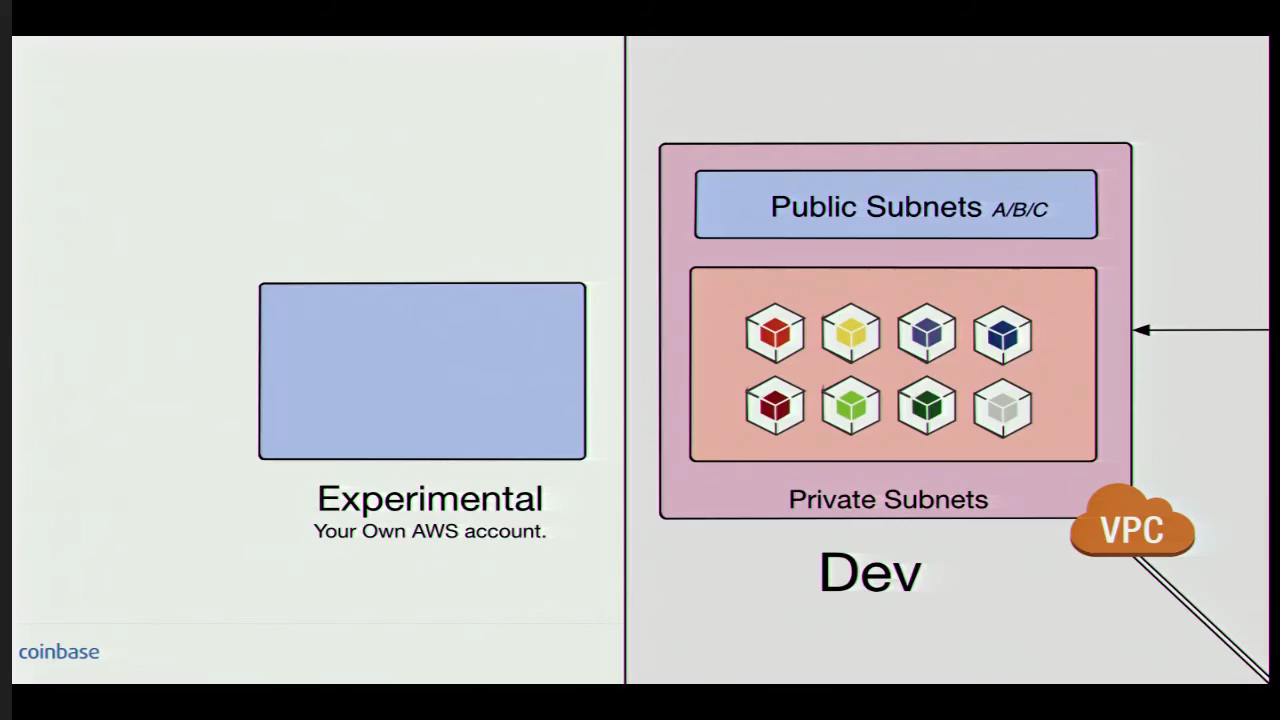 Public Subnets A/B/C
Private Subnets
Experimental
Your Own AWS account.
VPC
Dev
coinbase